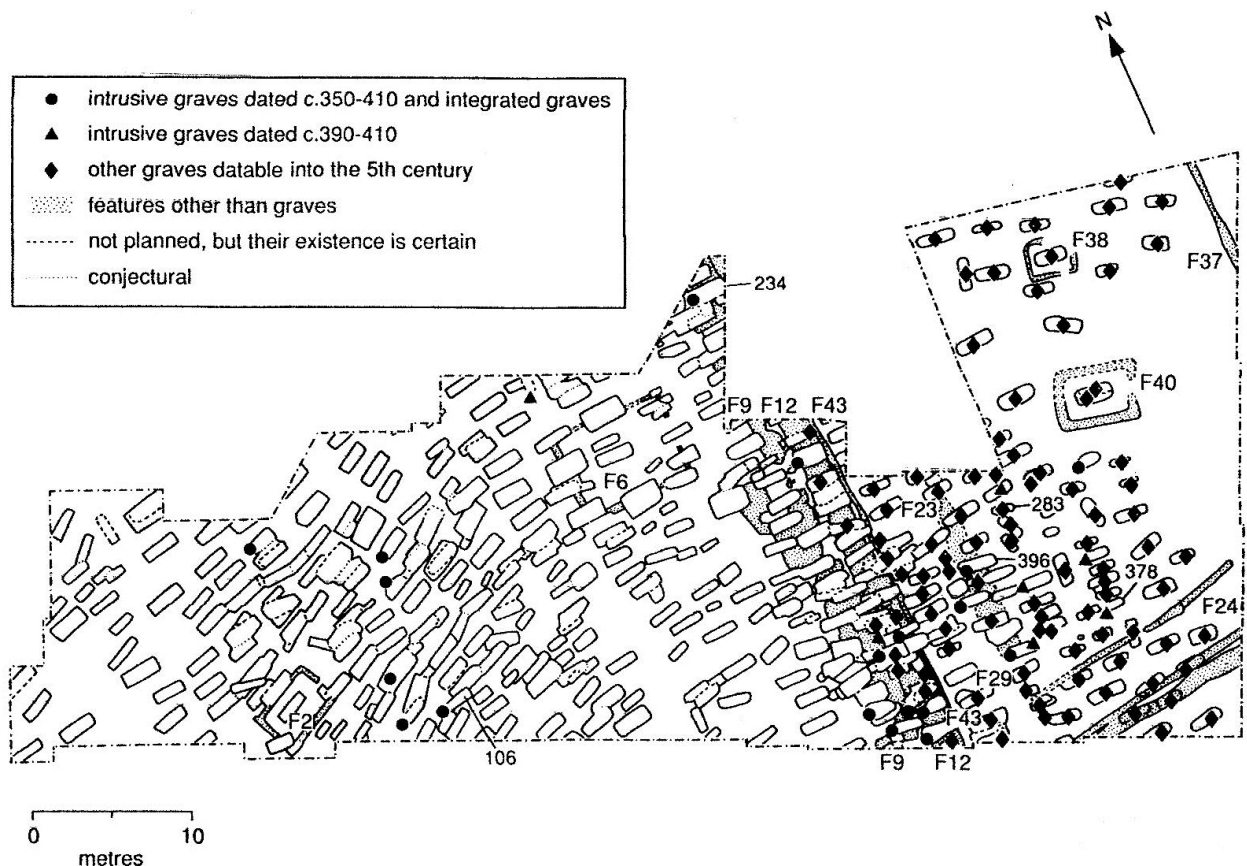 N
intrusive graves dated c.350-410 and integrated graves
intrusive graves dated c.390-410
other graves datable into the 5th century
features other than graves
not planned, but their existence is certain
conjectural
F38
F37
234
F40
F9 F12 F43
F6
F23
283
396
378
F24
F29
F2
F43
106
F9 F12
0 10
metres